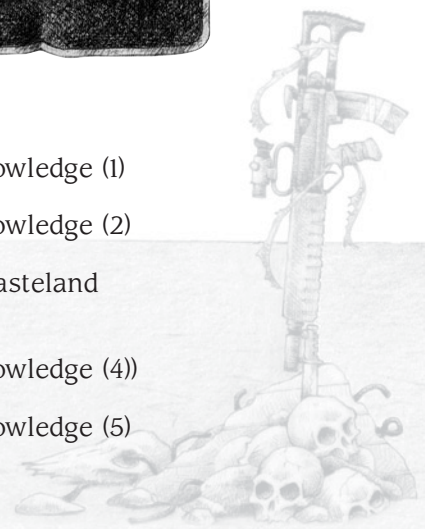 owledge (1)
owledge (2)
asteland
owledge (4))
owledge (5)